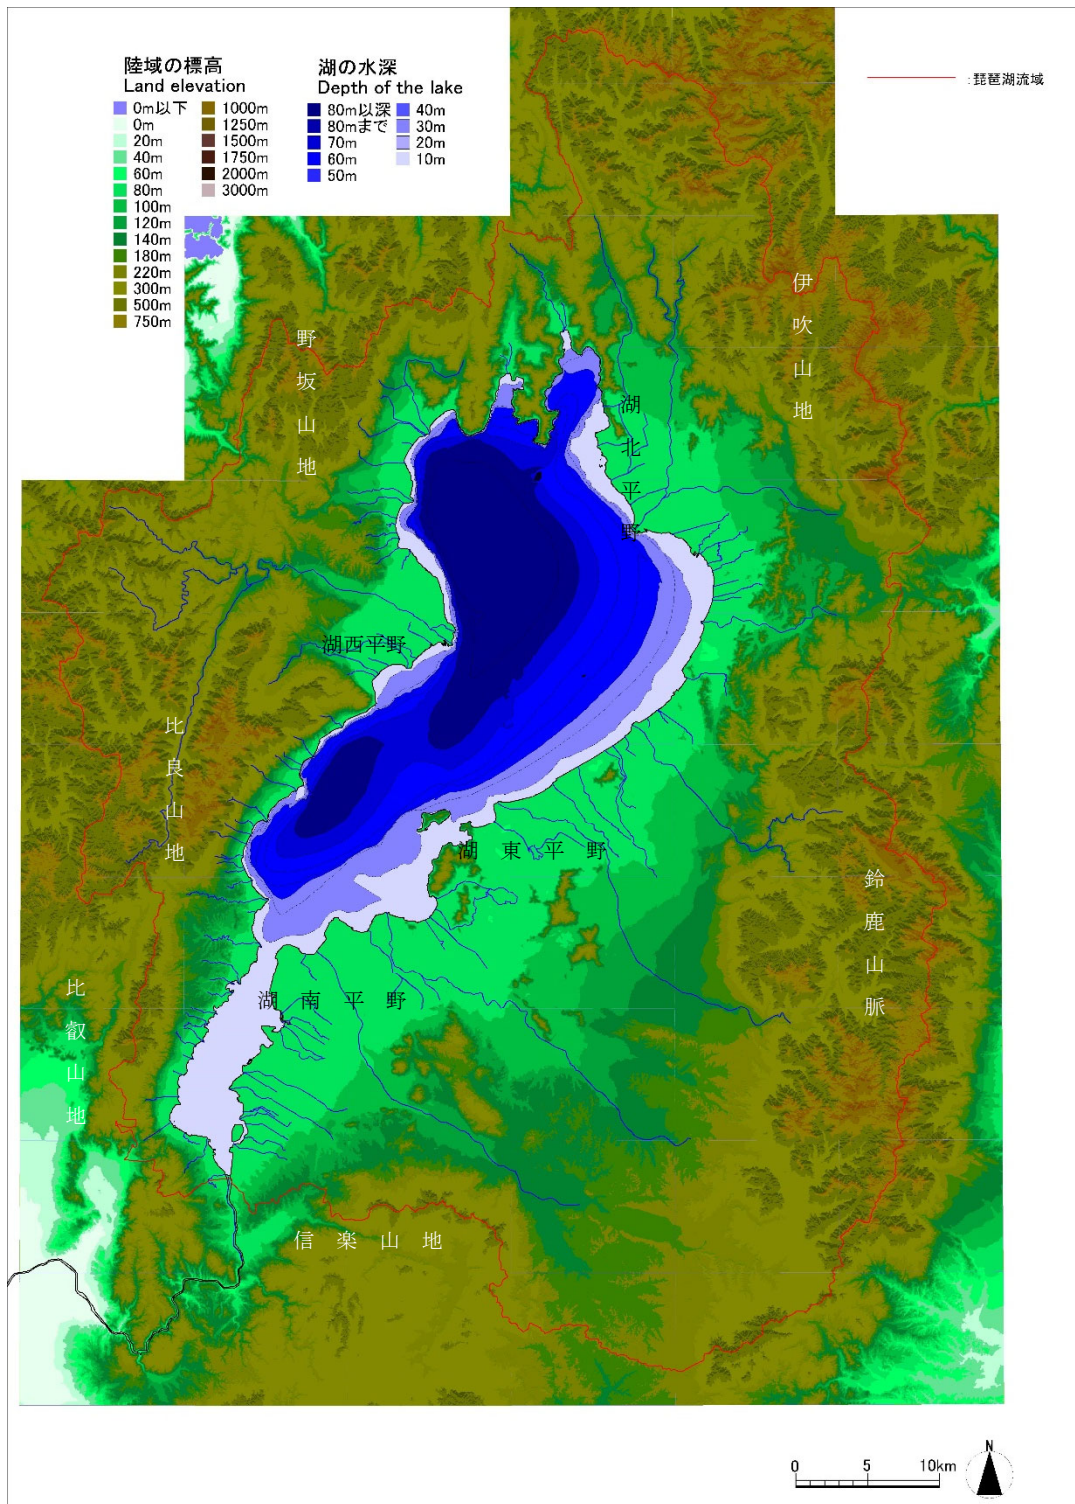 陸域の標高
Land elevation
0m以下
0m
20m
40m
60m
80m
100m
120m
140m
180m
220m
300m
500m
750m
1000m
1250m
1500m
1750m
2000m
3000m
湖の水深
Depth of the lake
80m以深
80mまで
70m
60m
50m
40m
30m
20m
10m
:琵琶湖流域
伊吹山地
野坂山地
湖北平野
湖西平野
比良山地
湖東平野
鈴鹿山脈
比叡山地
湖南平野
信楽山地
0 5 10km
N